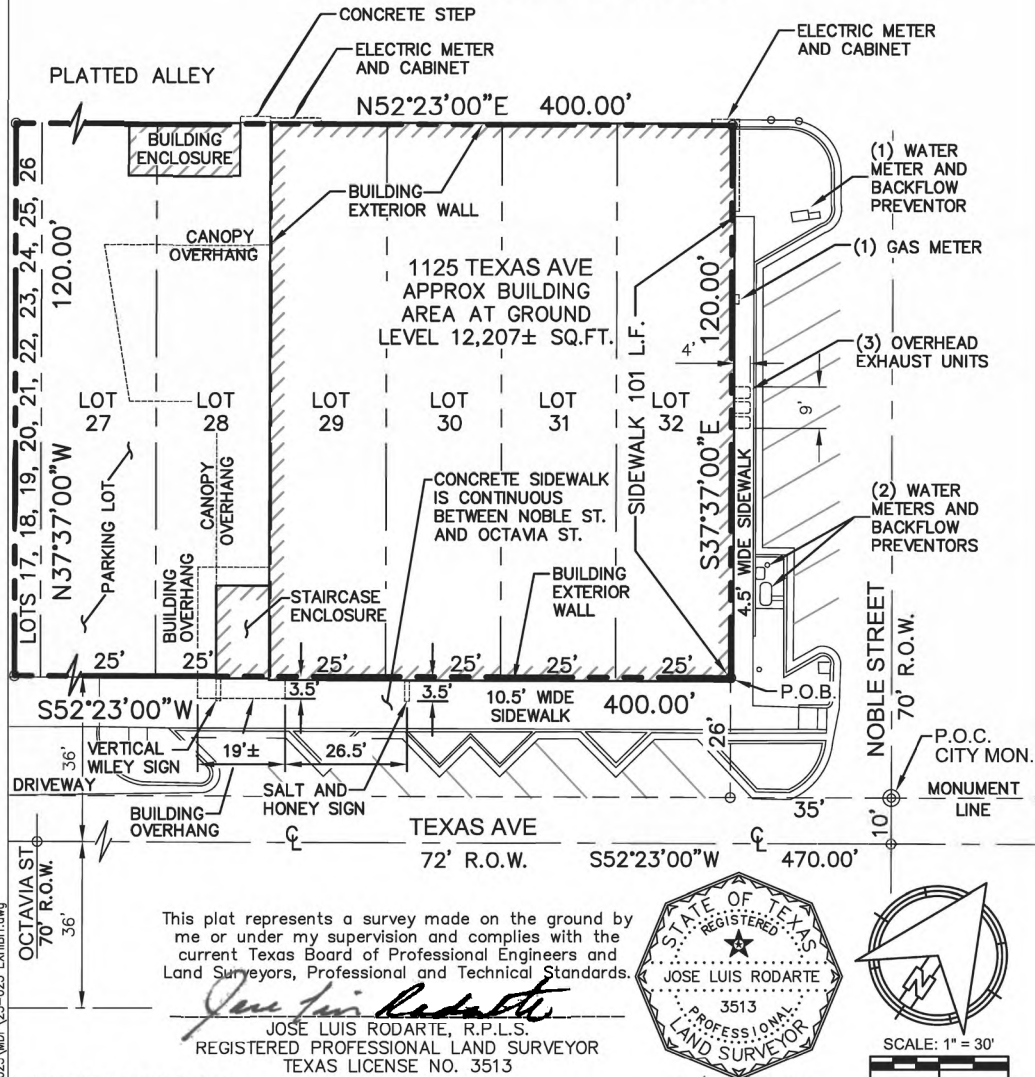 CONCRETE STEP
ELECTRIC METER
AND CABINET
ELECTRIC METER
AND CABINET
PLATTED ALLEY
N52°23'00"E 400.00'
BUILDING
ENCLOSURE
BUILDING
EXTERIOR WALL
(1) WATER
METER AND
BACKFLOW
PREVENTOR
LOTS 17, 18, 19, 20, 21, 22, 23, 24, 25, 26
N37°37'00"W 120.00'
CANOPY
OVERHANG
(1) GAS METER
1125 TEXAS AVE
APPROX BUILDING
AREA AT GROUND
LEVEL 12,207± SQ.FT.
SIDEWALK 101 L.F.
S37°37'00"E 120.00'
4'
(3) OVERHEAD
EXHAUST UNITS
9'
LOT
27
LOT
28
LOT
29
LOT
30
LOT
31
LOT
32
PARKING LOT
CANOPY
OVERHANG
CONCRETE SIDEWALK
IS CONTINUOUS
BETWEEN NOBLE ST.
AND OCTAVIA ST.
4.5' WIDE SIDEWALK
(2) WATER
METERS AND
BACKFLOW
PREVENTORS
BUILDING
OVERHANG
STAIRCASE
ENCLOSURE
BUILDING
EXTERIOR
WALL
NOBLE STREET
70' R.O.W.
25'
25'
25'
25'
25'
25'
3.5'
3.5'
10.5' WIDE
SIDEWALK
P.O.B.
S52°23'00"W
400.00'
26'
VERTICAL
WILEY SIGN
36'
19'±
26.5'
P.O.C.
CITY MON.
DRIVEWAY
BUILDING
OVERHANG
SALT AND
HONEY SIGN
35'
MONUMENT
LINE
10'
TEXAS AVE
72' R.O.W.
S52°23'00"W
470.00'
OCTAVIA ST
70' R.O.W.
36'
This plat represents a survey made on the ground by
me or under my supervision and complies with the
current Texas Board of Professional Engineers and
Land Surveyors, Professional and Technical Standards.
Jose Luis Rodarte
JOSE LUIS RODARTE, R.P.L.S.
REGISTERED PROFESSIONAL LAND SURVEYOR
TEXAS LICENSE NO. 3513
STATE OF TEXAS
REGISTERED
JOSE LUIS RODARTE
3513
PROFESSIONAL
LAND SURVEYOR
N
SCALE: 1" = 30'